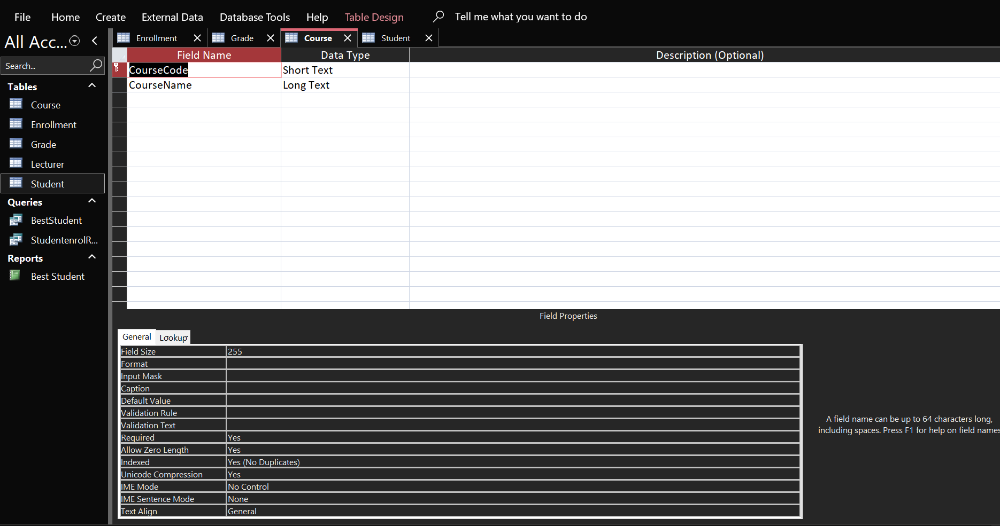 File Home Create External Data Database Tools Help Table Design Tell me what you want to do
All Acc...
Search...
Tables
Course
Enrollment
Grade
Lecturer
Student
Queries
BestStudent
StudentenrolR...
Reports
Best Student
Enrollment Grade Course Student
Field Name Data Type Description (Optional)
CourseCode Short Text
CourseName Long Text
Field Properties
General Lookup
Field Size 255
Format
Input Mask
Caption
Default Value
Validation Rule
Validation Text
Required Yes
Allow Zero Length Yes
Indexed Yes (No Duplicates)
Unicode Compression Yes
IME Mode No Control
IME Sentence Mode None
Text Align General
A field name can be up to 64 characters long,
including spaces. Press F1 for help on field names